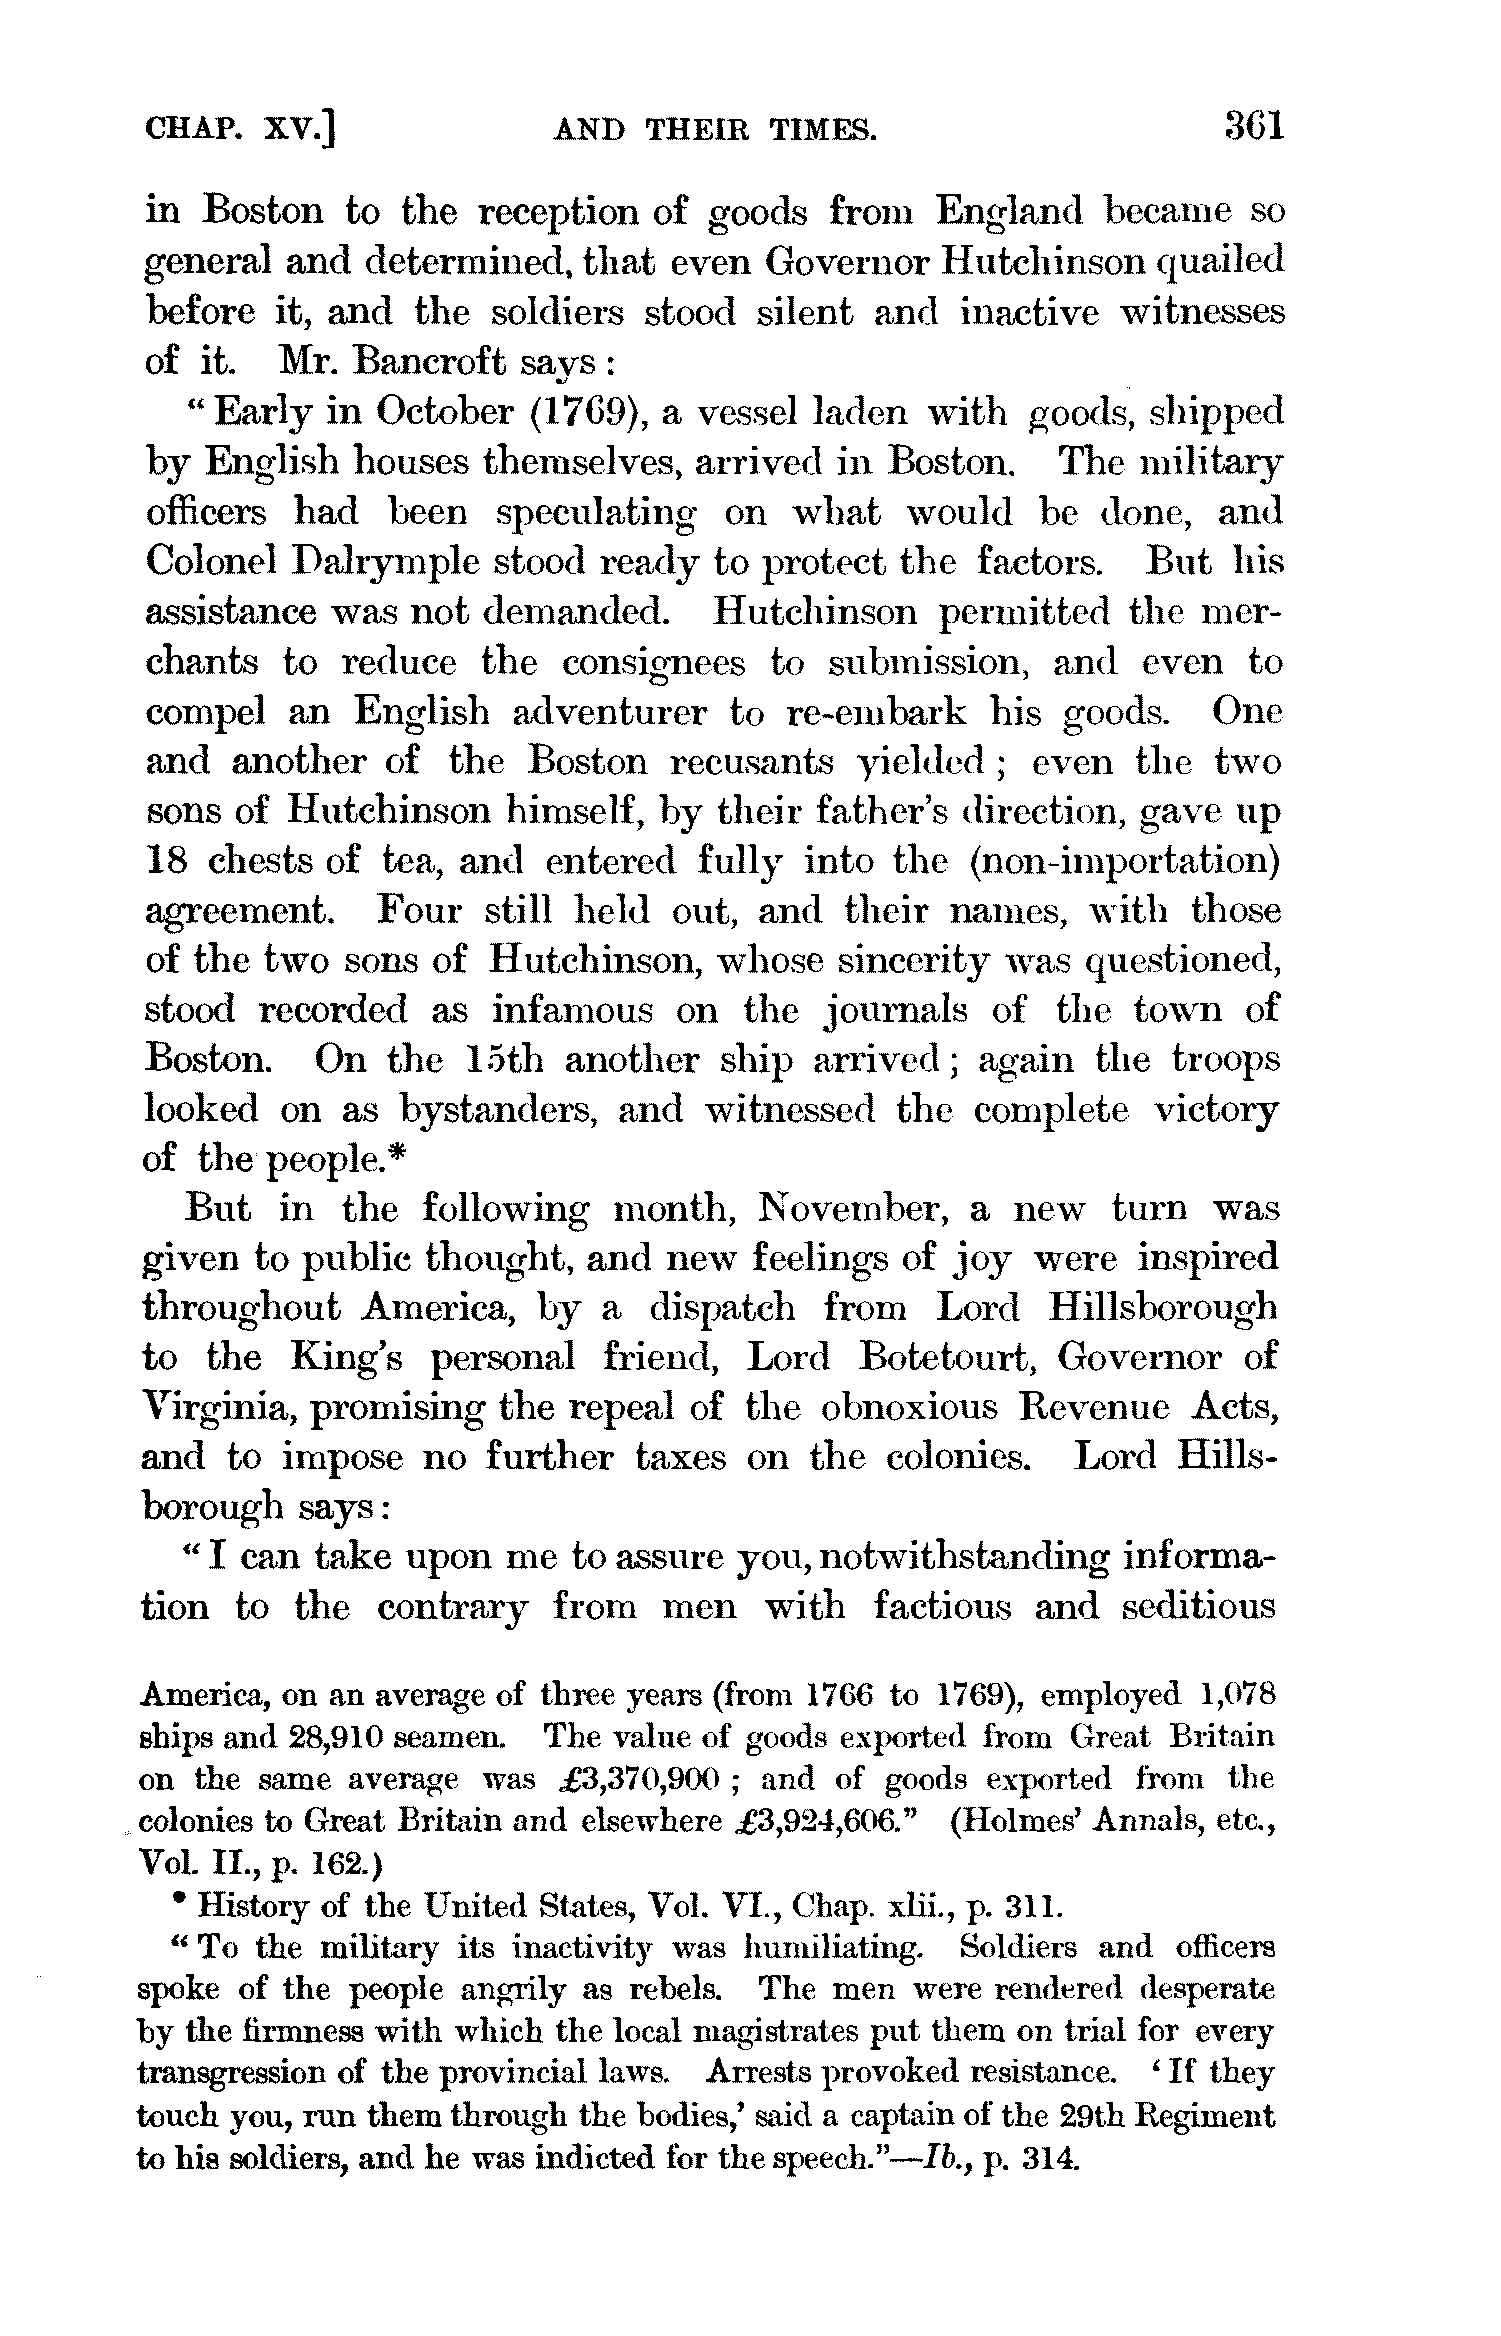 CHAP. XV.] AND THEIR TIMES. 361
in Boston to the reception of goods from England became so
general and determined, that even Governor Hutchinson quailed
before it, and the soldiers stood silent and inactive witnesses
of it. Mr. Bancroft says :
“ Early in October (1769), a vessel laden with goods, shipped
by English houses themselves, arrived in Boston. The military
officers had been speculating on what would be done, and
Colonel Dalrymple stood ready to protect the factors. But his
assistance was not demanded. Hutchinson permitted the mer-
chants to reduce the consignees to submission, and even to
compel an English adventurer to re-embark his goods. One
and another of the Boston recusants yielded ; even the two
sons of Hutchinson himself, by their father’s direction, gave up
18 chests of tea, and entered fully into the (non-importation)
agreement. Four still held out, and their names, with those
of the two sons of Hutchinson, whose sincerity was questioned,
stood recorded as infamous on the journals of the town of
Boston. On the 15th another ship arrived ; again the troops
looked on as bystanders, and witnessed the complete victory
of the people.*
But in the following month, November, a new turn was
given to public thought, and new feelings of joy were inspired
throughout America, by a dispatch from Lord Hillsborough
to the King’s personal friend, Lord Botetourt, Governor of
Virginia, promising the repeal of the obnoxious Revenue Acts,
and to impose no further taxes on the colonies. Lord Hills-
borough says :
“ I can take upon me to assure you, notwithstanding informa-
tion to the contrary from men with factious and seditious
America, on an average of three years (from 1766 to 1769), employed 1,078
ships and 28,910 seamen. The value of goods exported from Great Britain
on the same average was £3,370,900 ; and of goods exported from the
colonies to Great Britain and elsewhere £3,924,606.” (Holmes’ Annals, etc.,
Vol. II., p. 162.)
* History of the United States, Vol. VI., Chap. xlii., p. 311.
“ To the military its inactivity was humiliating. Soldiers and officers
spoke of the people angrily as rebels. The men were rendered desperate
by the firmness with which the local magistrates put them on trial for every
transgression of the provincial laws. Arrests provoked resistance. ‘ If they
touch you, run them through the bodies,’ said a captain of the 29th Regiment
to his soldiers, and he was indicted for the speech.”—Ib., p. 314.